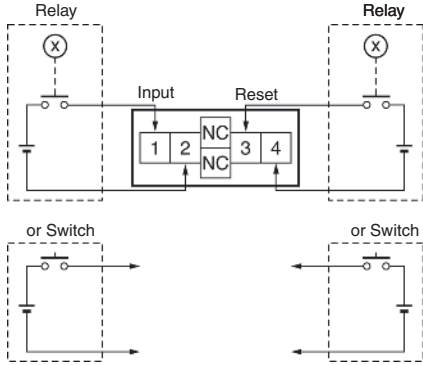 Relay Relay
X X
Input Reset
1 2 NC NC 3 4
or Switch or Switch